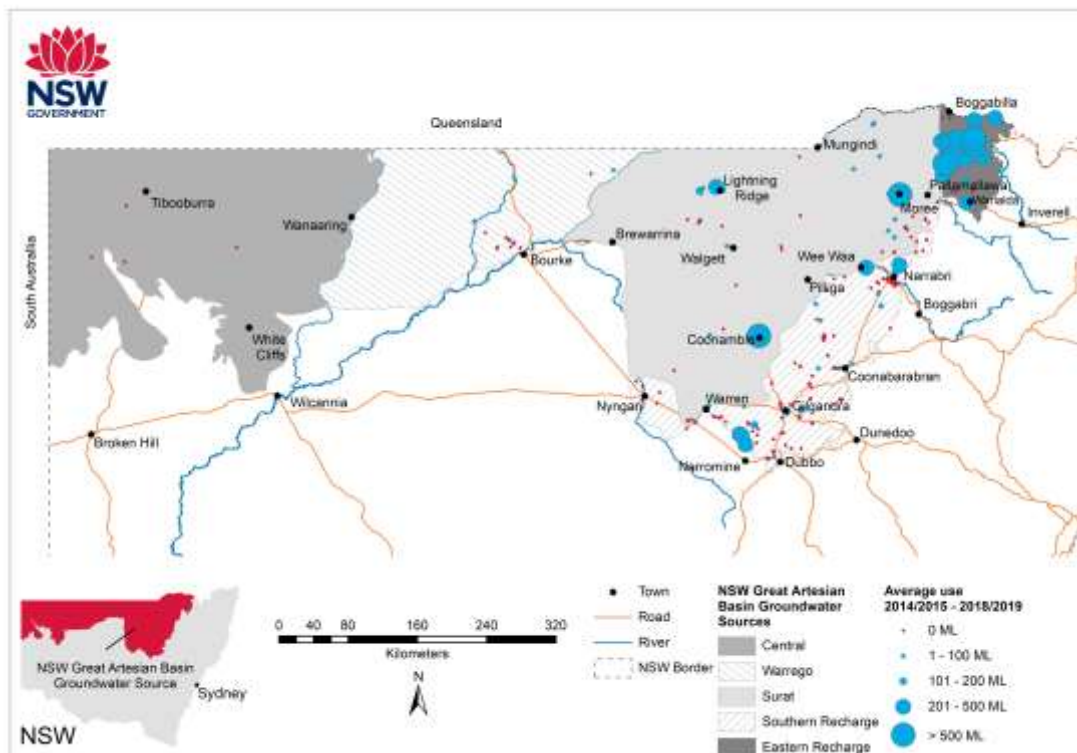 NSW
GOVERNMENT
Queensland
Boggabilla
Mungindi
Tibooburra
Lightning
Ridge
Pallamallawa
Moree
Warialda
Inverell
Wanaaring
Brewarrina
Bourke
Walgett
Wee Waa
Narrabri
Pilliga
Boggabri
South Australia
White
Cliffs
Coonamble
Coonabarabran
Wilcannia
Nyngan
Warren
Gilgandra
Broken Hill
Dunedoo
Narromine
Dubbo
NSW Great Artesian Basin
Groundwater Source
Sydney
NSW
0 40 80 160 240 320
Kilometers
N
Town
Road
River
NSW Border
NSW Great Artesian
Basin Groundwater
Sources
Central
Warrego
Surat
Southern Recharge
Eastern Recharge
Average use
2014/2015 - 2018/2019
0 ML
1 - 100 ML
101 - 200 ML
201 - 500 ML
> 500 ML